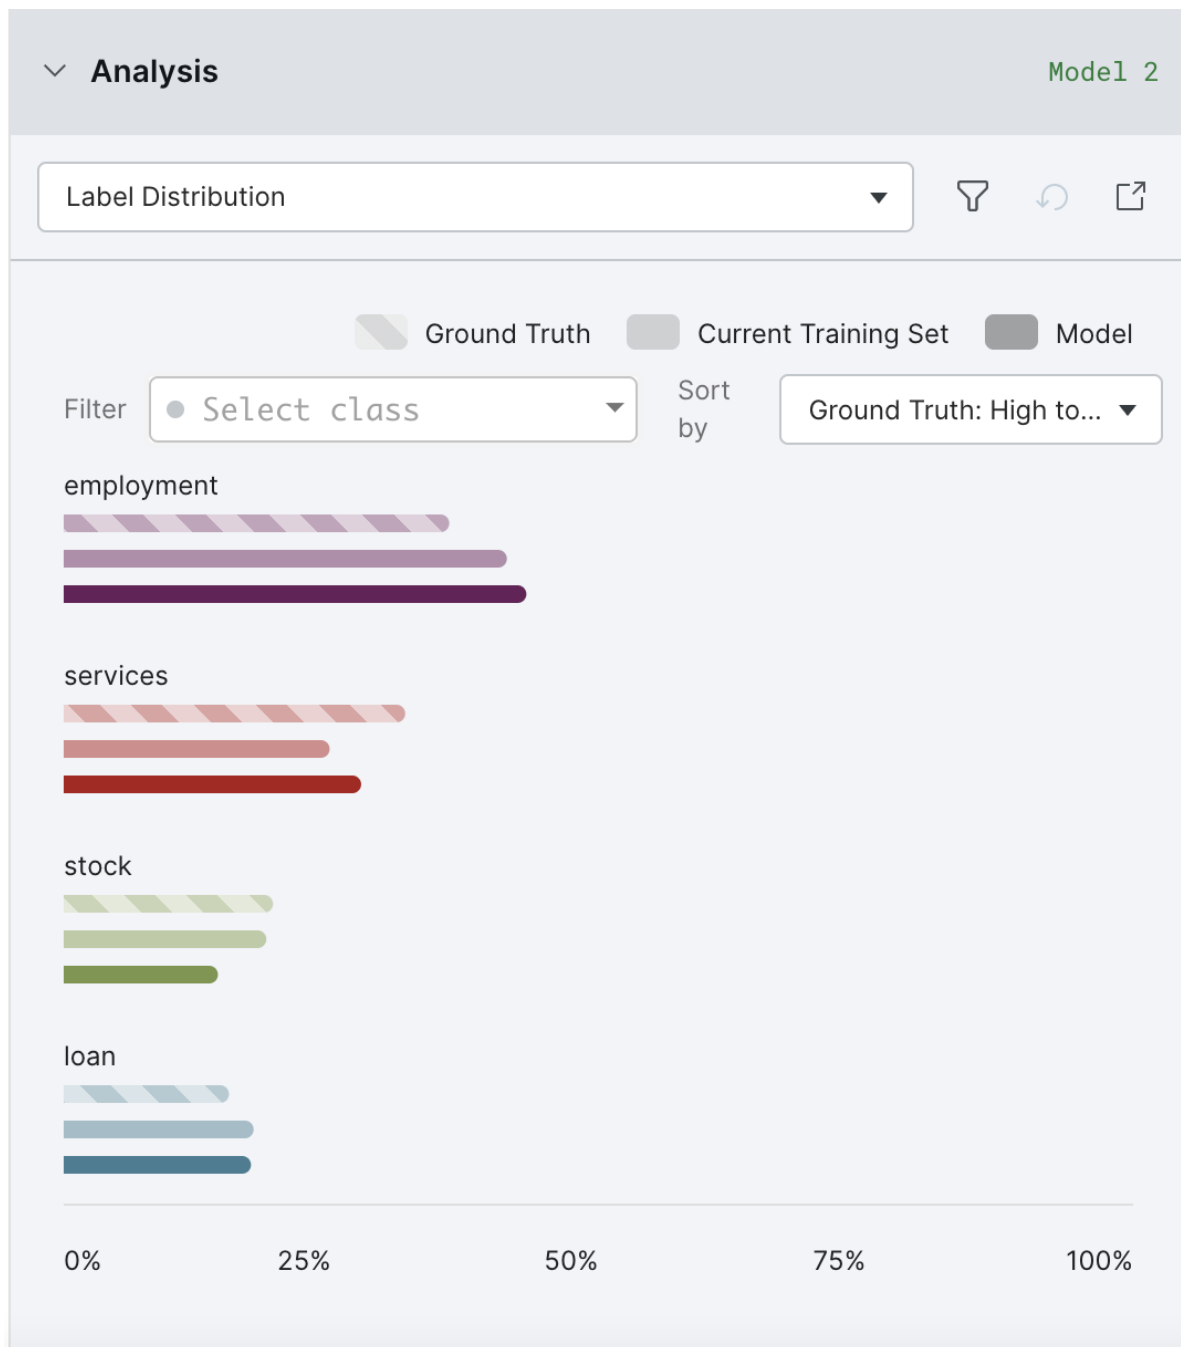 Analysis
Model 2
Label Distribution
Ground Truth
Current Training Set
Model
Filter
Select class
Sort
by
Ground Truth: High to...
employment
services
stock
loan
0%
25%
50%
75%
100%